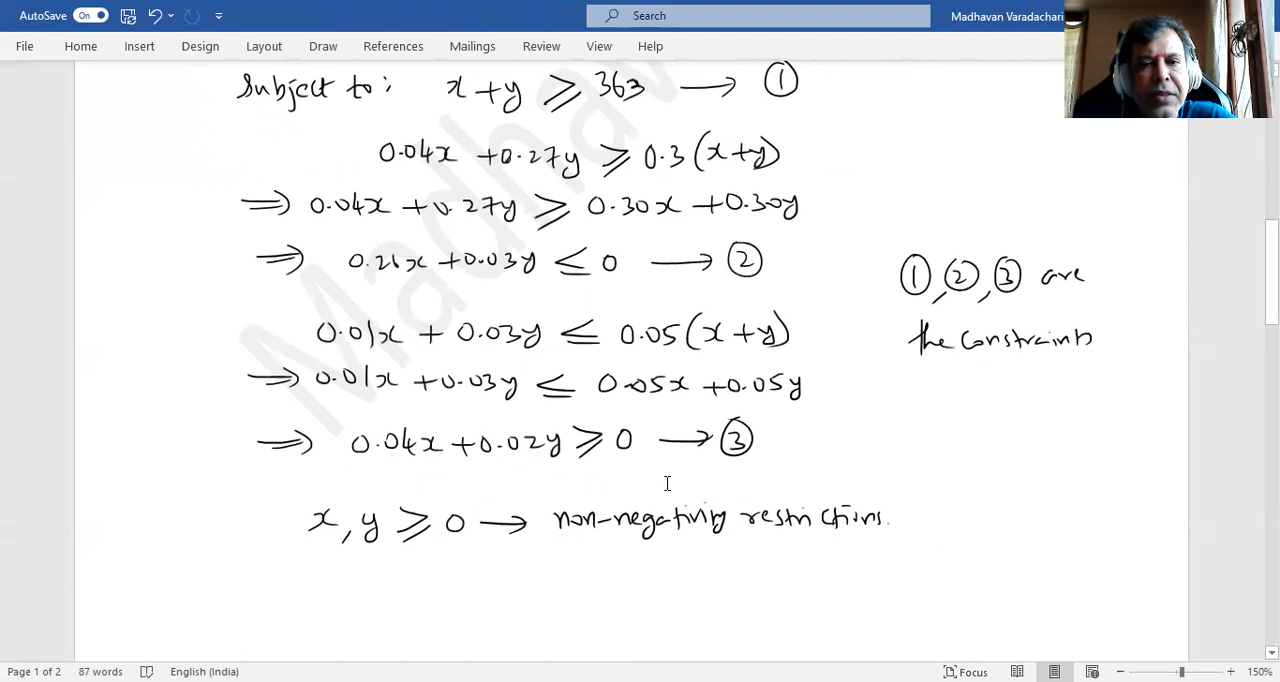 AutoSave On Search Madhavan Varadachari
File Home Insert Design Layout Draw References Mailings Review View Help
Subject to: x + y ≥ 363 → ①
0.04x + 0.27y ≥ 0.3(x+y)
⇒ 0.04x + 0.27y ≥ 0.30x + 0.30y
⇒ 0.26x + 0.03y ≤ 0 → ②
①, ②, ③ are
0.01x + 0.03y ≤ 0.05(x+y)
the constraints
⇒ 0.01x + 0.03y ≤ 0.05x + 0.05y
⇒ 0.04x + 0.02y ≥ 0 → ③
x, y ≥ 0 → non-negativity restrictions.
Madhav
Page 1 of 2 87 words English (India) Focus 150%